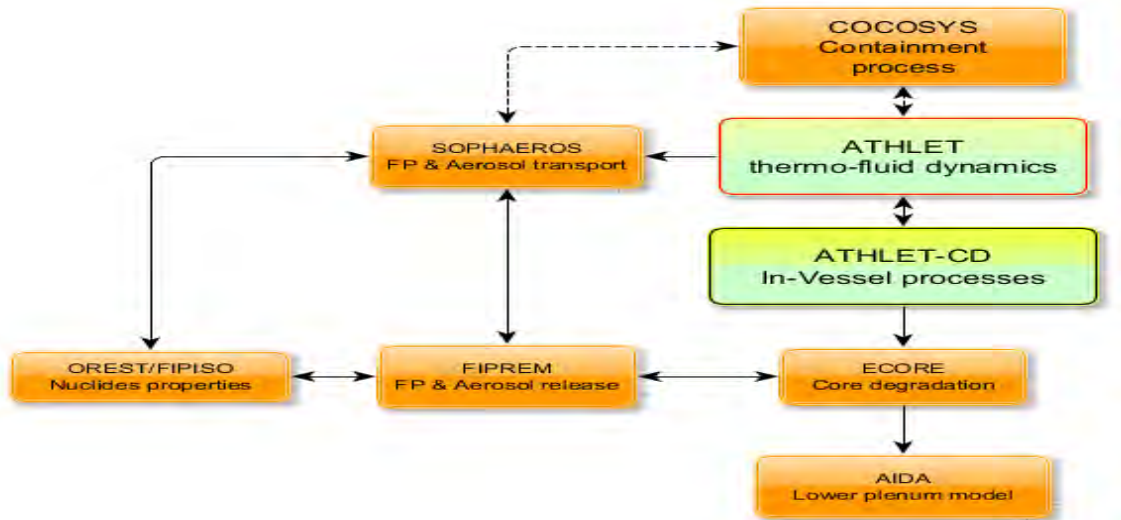 COCOSYS
Containment
process
SOPHAEROS
FP & Aerosol transport
ATHLET
thermo-fluid dynamics
ATHLET-CD
In-Vessel processes
OREST/FIPISO
Nuclides properties
FIPREM
FP & Aerosol release
ECORE
Core degradation
AIDA
Lower plenum model